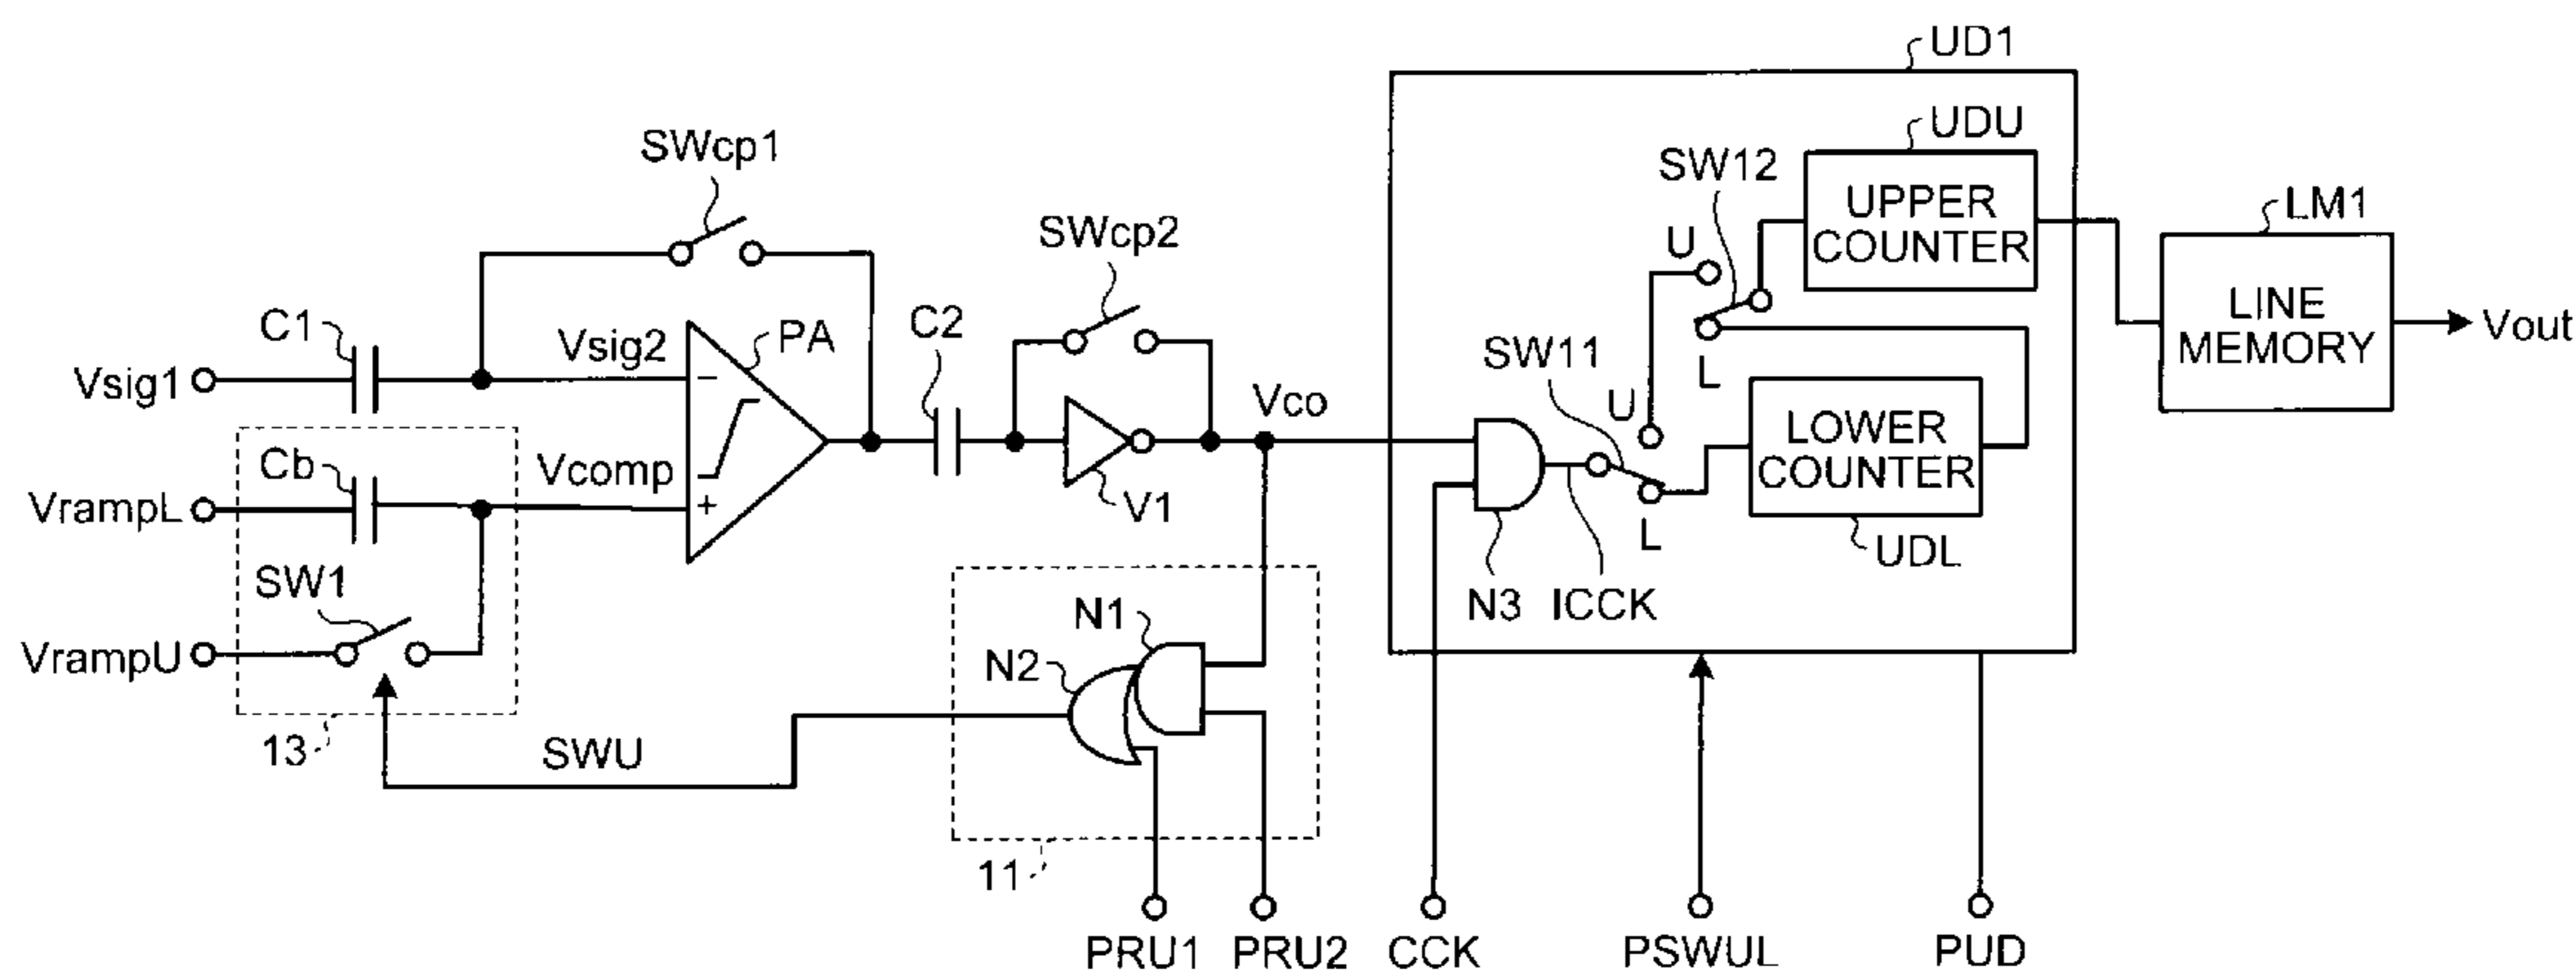 UD1
UDU
SWcp1
SW12
UPPER
COUNTER
LM1
SWcp2
U
LINE
MEMORY
Vout
C1
Vsig2
PA
C2
SW11
L
Vsig1
−
Vco
U
LOWER
COUNTER
Cb
Vcomp
VrampL
+
V1
L
UDL
SW1
N1
N3
ICCK
VrampU
N2
13
SWU
11
PRU1
PRU2
CCK
PSWUL
PUD